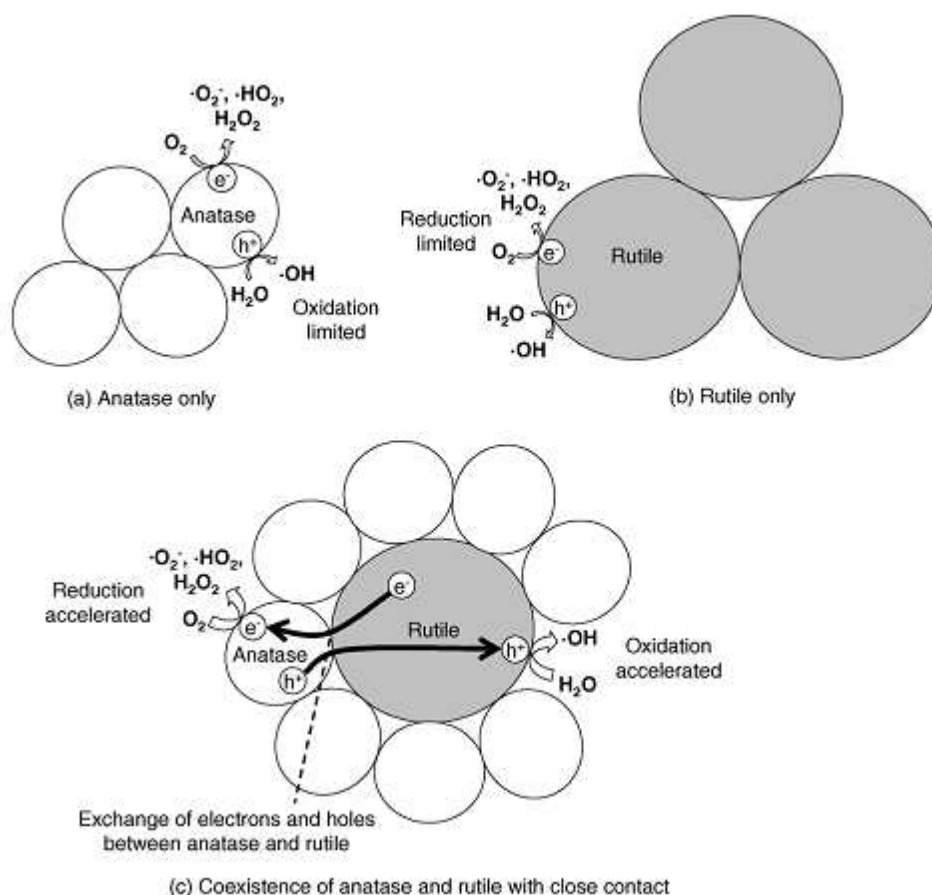 ·O₂⁻, ·HO₂,
H₂O₂
O₂
e⁻
Anatase
h⁺
·OH
H₂O
Oxidation
limited
(a) Anatase only
·O₂⁻, ·HO₂,
H₂O₂
Reduction
limited
O₂
e⁻
Rutile
H₂O
h⁺
·OH
(b) Rutile only
·O₂⁻, ·HO₂,
H₂O₂
Reduction
accelerated
O₂
e⁻
e⁻
Anatase
Rutile
h⁺
h⁺
·OH
Oxidation
accelerated
H₂O
Exchange of electrons and holes
between anatase and rutile
(c) Coexistence of anatase and rutile with close contact